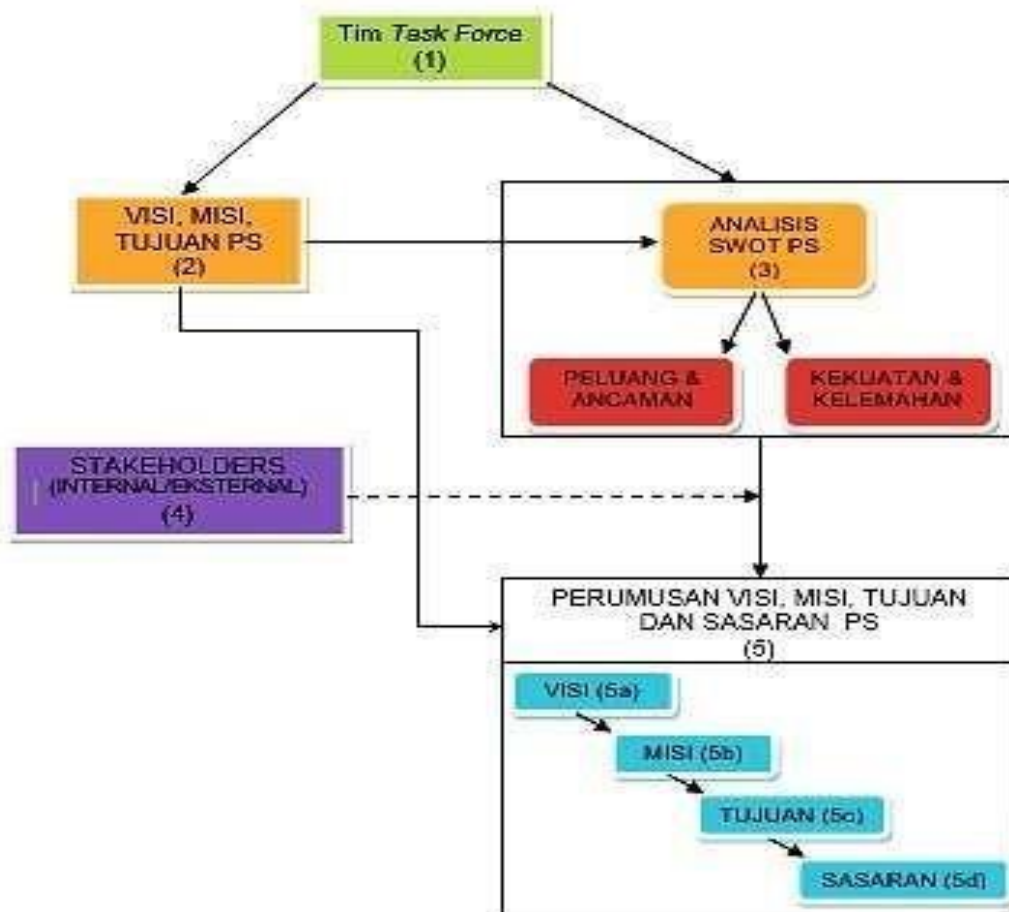 Tim Task Force
(1)
VISI, MISI,
TUJUAN PS
(2)
ANALISIS
SWOT PS
(3)
PELUANG &
ANCAMAN
KEKUATAN &
KELEMAHAN
STAKEHOLDERS
(INTERNAL/EKSTERNAL)
(4)
PERUMUSAN VISI, MISI, TUJUAN
DAN SASARAN PS
(5)
VISI (5a)
MISI (5b)
TUJUAN (5c)
SASARAN (5d)